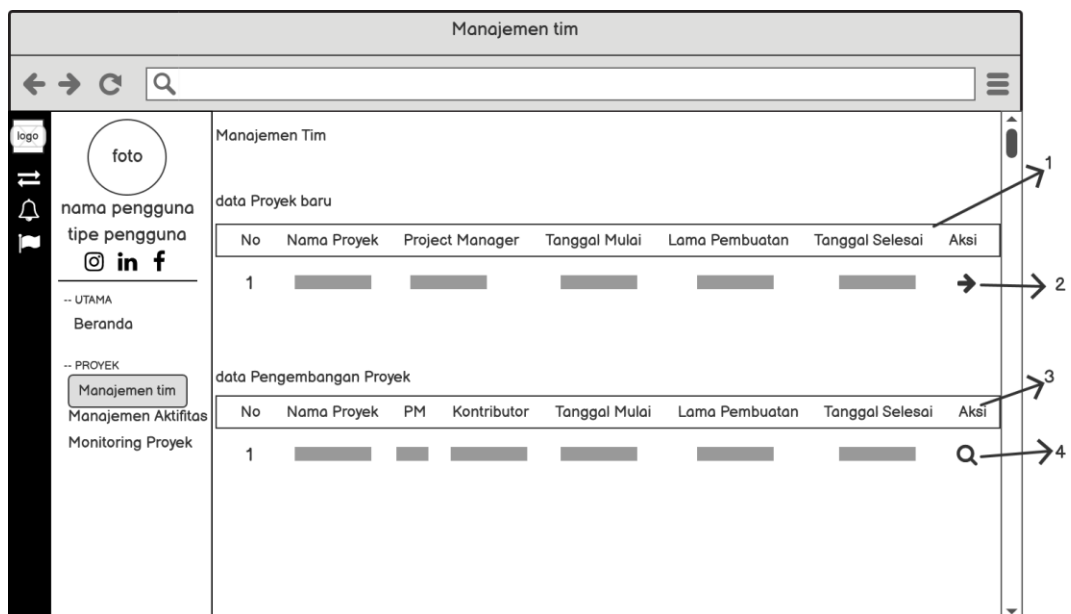 Manajemen tim
logo
foto
nama pengguna
tipe pengguna
in f
-- UTAMA
Beranda
-- PROYEK
Manajemen tim
Manajemen Aktifitas
Monitoring Proyek
Manajemen Tim
data Proyek baru
No Nama Proyek Project Manager Tanggal Mulai Lama Pembuatan Tanggal Selesai Aksi
1
data Pengembangan Proyek
No Nama Proyek PM Kontributor Tanggal Mulai Lama Pembuatan Tanggal Selesai Aksi
1
1
2
3
4